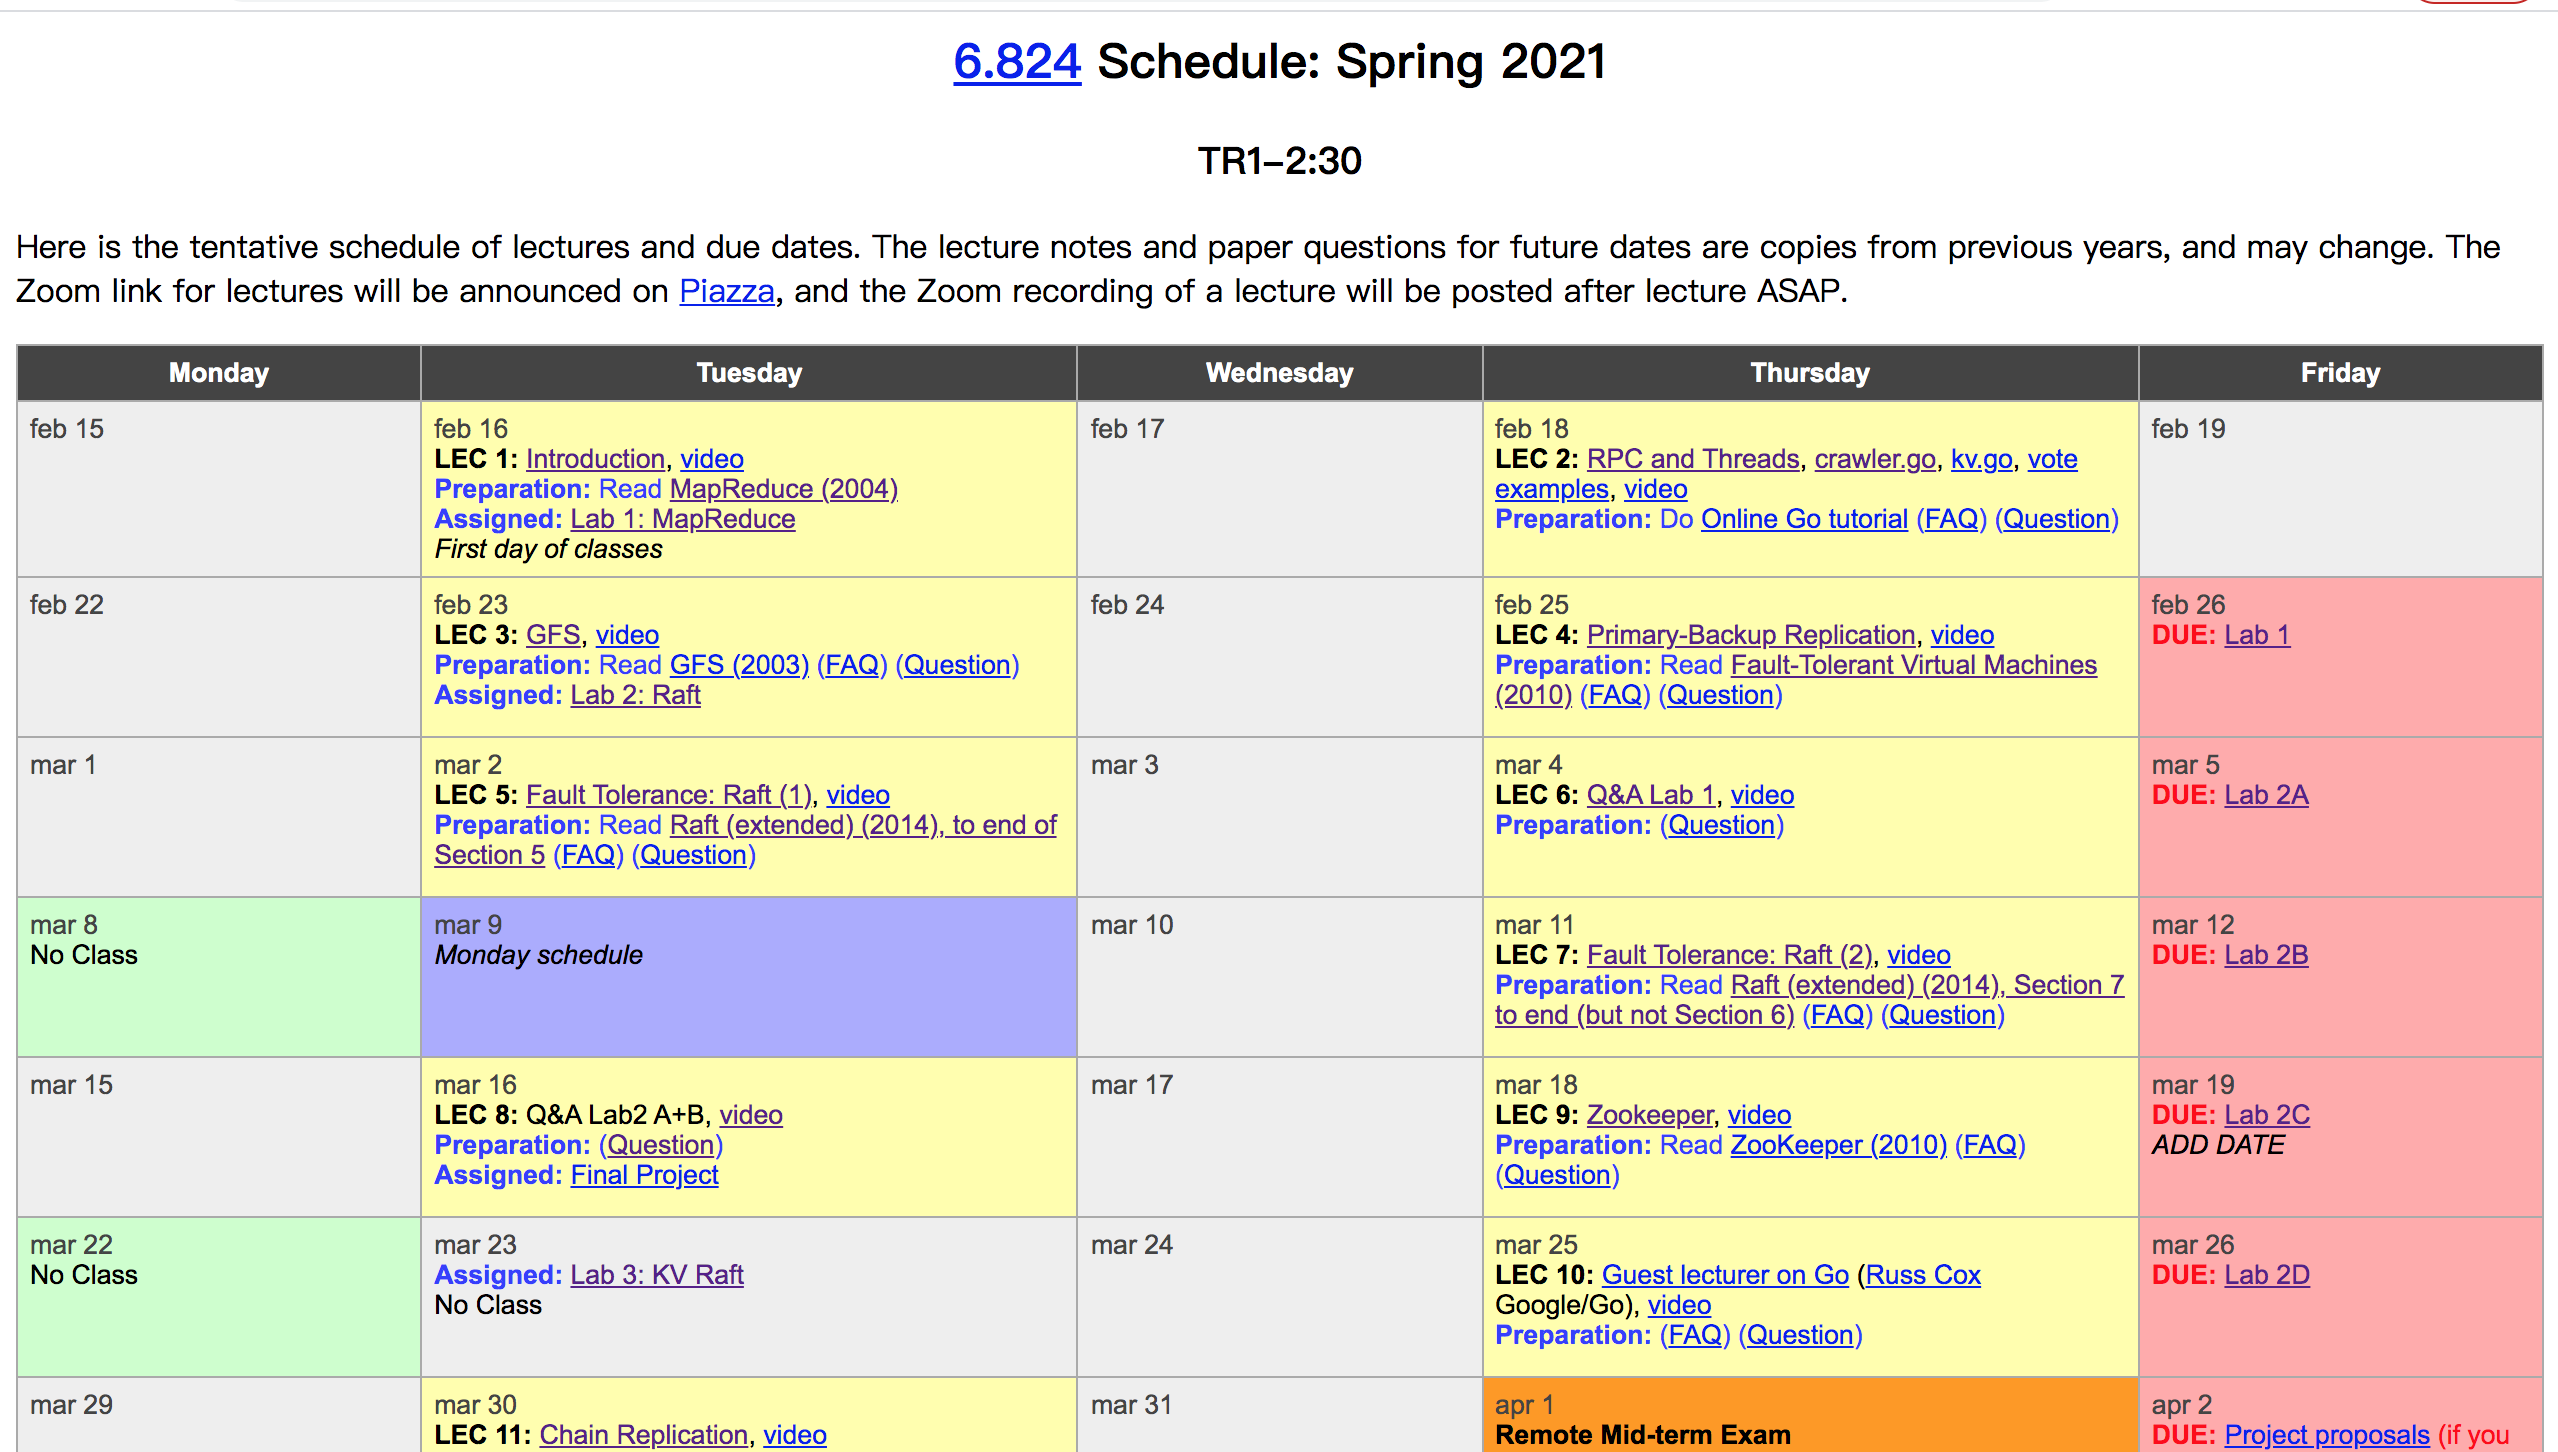 6.824 Schedule: Spring 2021
TR1–2:30
Here is the tentative schedule of lectures and due dates. The lecture notes and paper questions for future dates are copies from previous years, and may change. The
Zoom link for lectures will be announced on Piazza, and the Zoom recording of a lecture will be posted after lecture ASAP.
Monday
Tuesday
Wednesday
Thursday
Friday
feb 15
feb 16
LEC 1: Introduction, video
Preparation: Read MapReduce (2004)
Assigned: Lab 1: MapReduce
First day of classes
feb 17
feb 18
LEC 2: RPC and Threads, crawler.go, kv.go, vote
examples, video
Preparation: Do Online Go tutorial (FAQ) (Question)
feb 19
feb 22
feb 23
LEC 3: GFS, video
Preparation: Read GFS (2003) (FAQ) (Question)
Assigned: Lab 2: Raft
feb 24
feb 25
LEC 4: Primary-Backup Replication, video
Preparation: Read Fault-Tolerant Virtual Machines
(2010) (FAQ) (Question)
feb 26
DUE: Lab 1
mar 1
mar 2
LEC 5: Fault Tolerance: Raft (1), video
Preparation: Read Raft (extended) (2014), to end of
Section 5 (FAQ) (Question)
mar 3
mar 4
LEC 6: Q&A Lab 1, video
Preparation: (Question)
mar 5
DUE: Lab 2A
mar 8
No Class
mar 9
Monday schedule
mar 10
mar 11
LEC 7: Fault Tolerance: Raft (2), video
Preparation: Read Raft (extended) (2014), Section 7
to end (but not Section 6) (FAQ) (Question)
mar 12
DUE: Lab 2B
mar 15
mar 16
LEC 8: Q&A Lab2 A+B, video
Preparation: (Question)
Assigned: Final Project
mar 17
mar 18
LEC 9: Zookeeper, video
Preparation: Read ZooKeeper (2010) (FAQ)
(Question)
mar 19
DUE: Lab 2C
ADD DATE
mar 22
No Class
mar 23
Assigned: Lab 3: KV Raft
No Class
mar 24
mar 25
LEC 10: Guest lecturer on Go (Russ Cox
Google/Go), video
Preparation: (FAQ) (Question)
mar 26
DUE: Lab 2D
mar 29
mar 30
LEC 11: Chain Replication, video
mar 31
apr 1
Remote Mid-term Exam
apr 2
DUE: Project proposals (if you